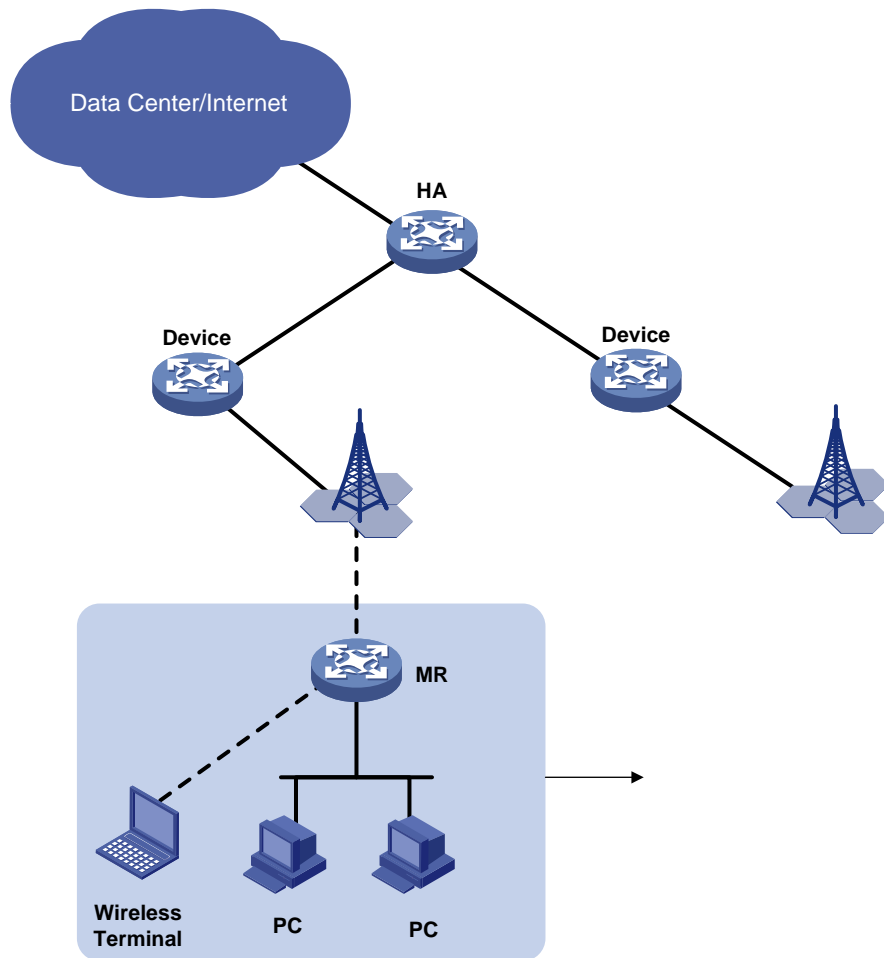 Data Center/Internet
HA
Device
Device
MR
Wireless
Terminal
PC
PC